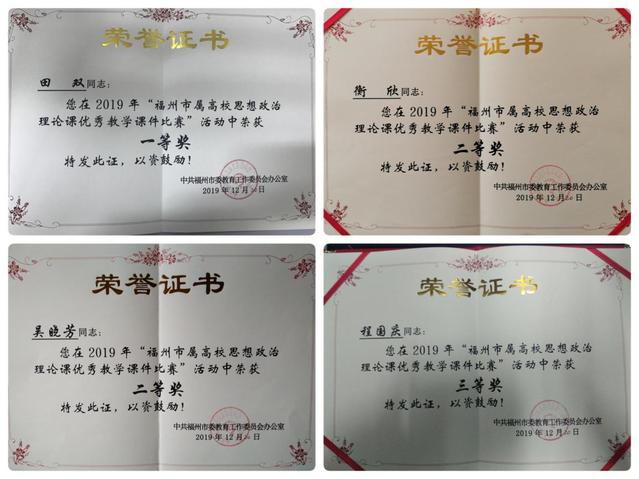 荣誉证书
田 双同志：
您在2019年“福州市属高校思想政治
理论课优秀教学课件比赛”活动中荣获
一等奖
特发此证，以资鼓励！
中共福州市委教育工作委员会办公室
2019年12月20日
荣誉证书
衡 欣同志：
您在2019年“福州市属高校思想政治
理论课优秀教学课件比赛”活动中荣获
二等奖
特发此证，以资鼓励！
中共福州市委教育工作委员会办公室
2019年12月20日
荣誉证书
吴晓芳同志：
您在2019年“福州市属高校思想政治
理论课优秀教学课件比赛”活动中荣获
二等奖
特发此证，以资鼓励！
中共福州市委教育工作委员会办公室
2019年12月20日
荣誉证书
程国庆同志：
您在2019年“福州市属高校思想政治
理论课优秀教学课件比赛”活动中荣获
三等奖
特发此证，以资鼓励！
中共福州市委教育工作委员会办公室
2019年12月20日